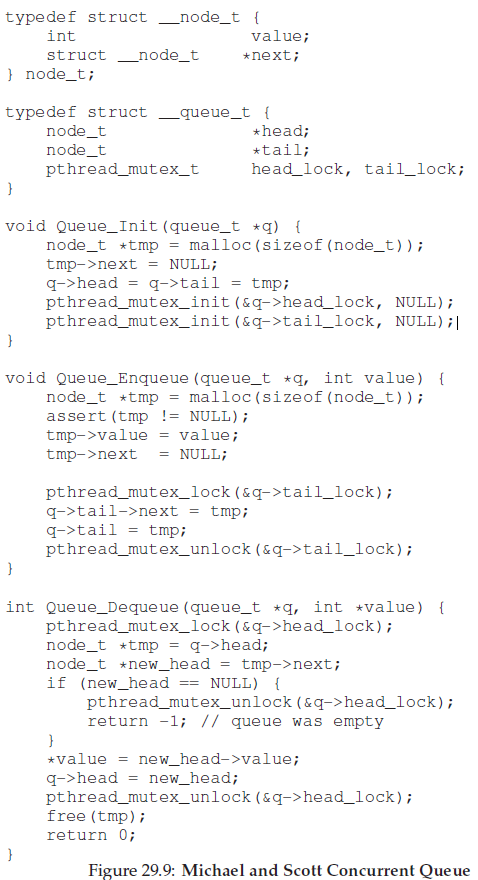 typedef struct __node_t {
    int                 value;
    struct __node_t    *next;
} node_t;

typedef struct __queue_t {
    node_t              *head;
    node_t              *tail;
    pthread_mutex_t     head_lock, tail_lock;
}

void Queue_Init(queue_t *q) {
    node_t *tmp = malloc(sizeof(node_t));
    tmp->next = NULL;
    q->head = q->tail = tmp;
    pthread_mutex_init(&q->head_lock, NULL);
    pthread_mutex_init(&q->tail_lock, NULL);|
}

void Queue_Enqueue(queue_t *q, int value) {
    node_t *tmp = malloc(sizeof(node_t));
    assert(tmp != NULL);
    tmp->value = value;
    tmp->next  = NULL;

    pthread_mutex_lock(&q->tail_lock);
    q->tail->next = tmp;
    q->tail = tmp;
    pthread_mutex_unlock(&q->tail_lock);
}

int Queue_Dequeue(queue_t *q, int *value) {
    pthread_mutex_lock(&q->head_lock);
    node_t *tmp = q->head;
    node_t *new_head = tmp->next;
    if (new_head == NULL) {
        pthread_mutex_unlock(&q->head_lock);
        return -1; // queue was empty
    }
    *value = new_head->value;
    q->head = new_head;
    pthread_mutex_unlock(&q->head_lock);
    free(tmp);
    return 0;
}
Figure 29.9: Michael and Scott Concurrent Queue